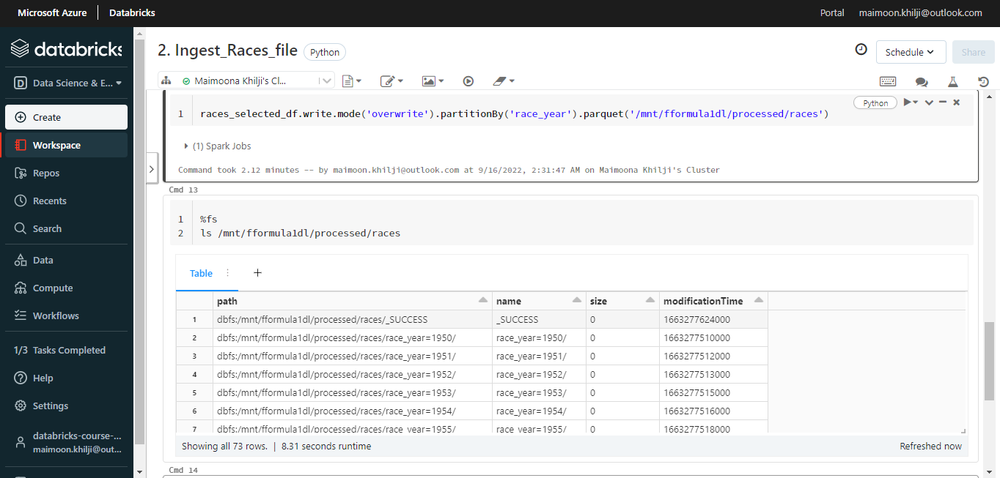 Microsoft Azure Databricks Portal maimoon.khilji@outlook.com
databricks
Data Science & E...
Create
Workspace
Repos
Recents
Search
Data
Compute
Workflows
1/3 Tasks Completed
Help
Settings
databricks-course-...
maimoon.khilji@out...
2. Ingest_Races_file Python
Schedule Share
Maimoona Khilji's Cl...
Python
1 races_selected_df.write.mode('overwrite').partitionBy('race_year').parquet('/mnt/fformula1dl/processed/races')
(1) Spark Jobs
Command took 2.12 minutes -- by maimoon.khilji@outlook.com at 9/16/2022, 2:31:47 AM on Maimoona Khilji's Cluster
Cmd 13
1 %fs
2 ls /mnt/fformula1dl/processed/races
Table +
path name size modificationTime
1 dbfs:/mnt/fformula1dl/processed/races/_SUCCESS _SUCCESS 0 1663277624000
2 dbfs:/mnt/fformula1dl/processed/races/race_year=1950/ race_year=1950/ 0 1663277510000
3 dbfs:/mnt/fformula1dl/processed/races/race_year=1951/ race_year=1951/ 0 1663277512000
4 dbfs:/mnt/fformula1dl/processed/races/race_year=1952/ race_year=1952/ 0 1663277513000
5 dbfs:/mnt/fformula1dl/processed/races/race_year=1953/ race_year=1953/ 0 1663277515000
6 dbfs:/mnt/fformula1dl/processed/races/race_year=1954/ race_year=1954/ 0 1663277516000
7 dbfs:/mnt/fformula1dl/processed/races/race_year=1955/ race_year=1955/ 0 1663277518000
Showing all 73 rows. | 8.31 seconds runtime Refreshed now
Cmd 14